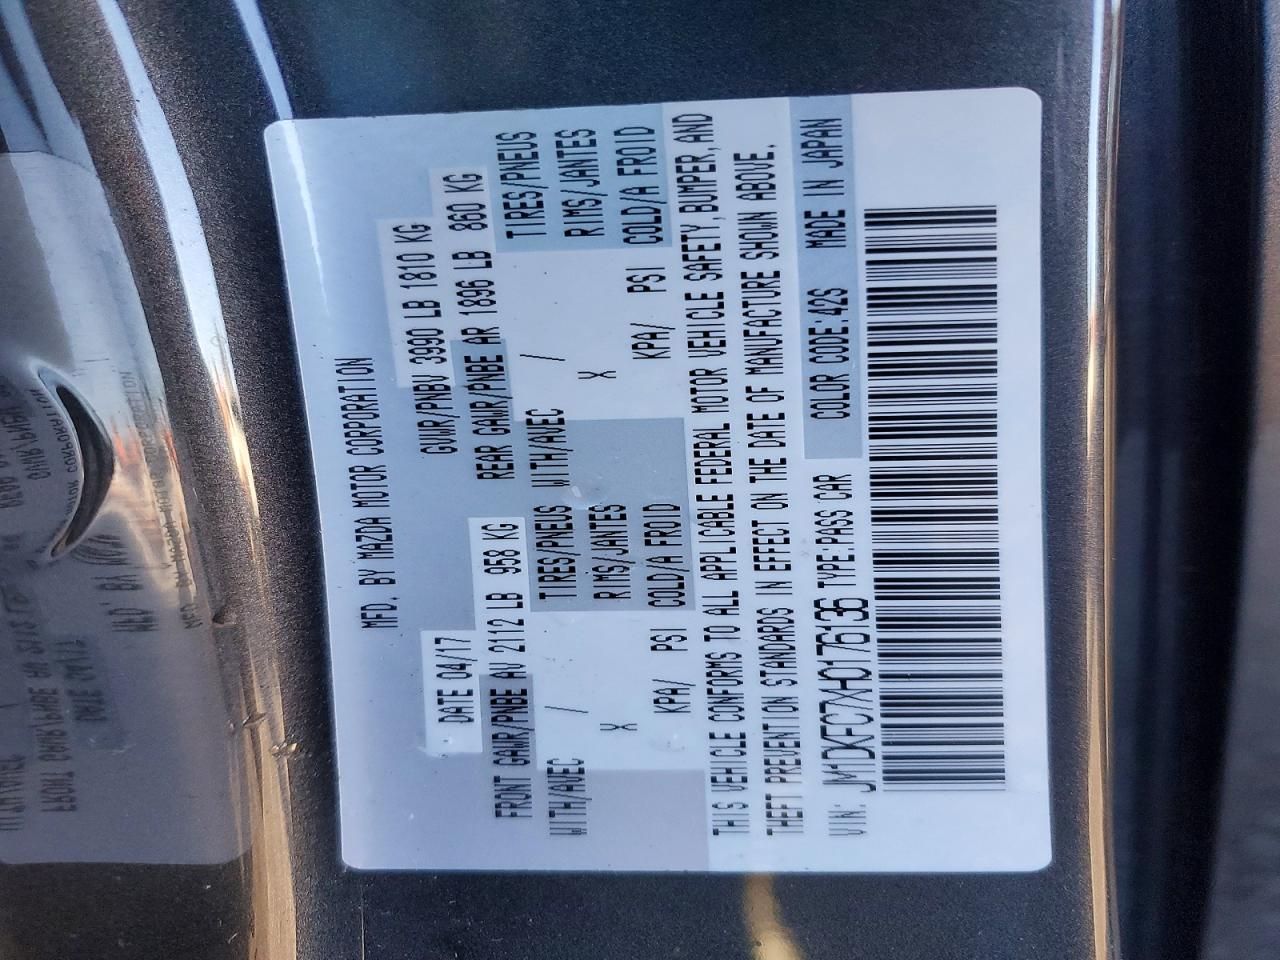 MFD. BY MAZDA MOTOR CORPORATION
DATE 04/17 GVWR/PNBV 3990 LB 1810 KG
FRONT GAWR/PNBE AV 2112 LB 958 KG REAR GAWR/PNBE AR 1896 LB 860 KG
WITH/AVEC / TIRES/PNEUS WITH/AVEC / TIRES/PNEUS
X RIMS/JANTES X RIMS/JANTES
KPA/ PSI COLD/A FROID KPA/ PSI COLD/A FROID
THIS VEHICLE CONFORMS TO ALL APPLICABLE FEDERAL MOTOR VEHICLE SAFETY, BUMPER, AND
THEFT PREVENTION STANDARDS IN EFFECT ON THE DATE OF MANUFACTURE SHOWN ABOVE.
VIN: JM1DKFC7XH0176136 TYPE:PASS CAR COLOR CODE:42S MADE IN JAPAN